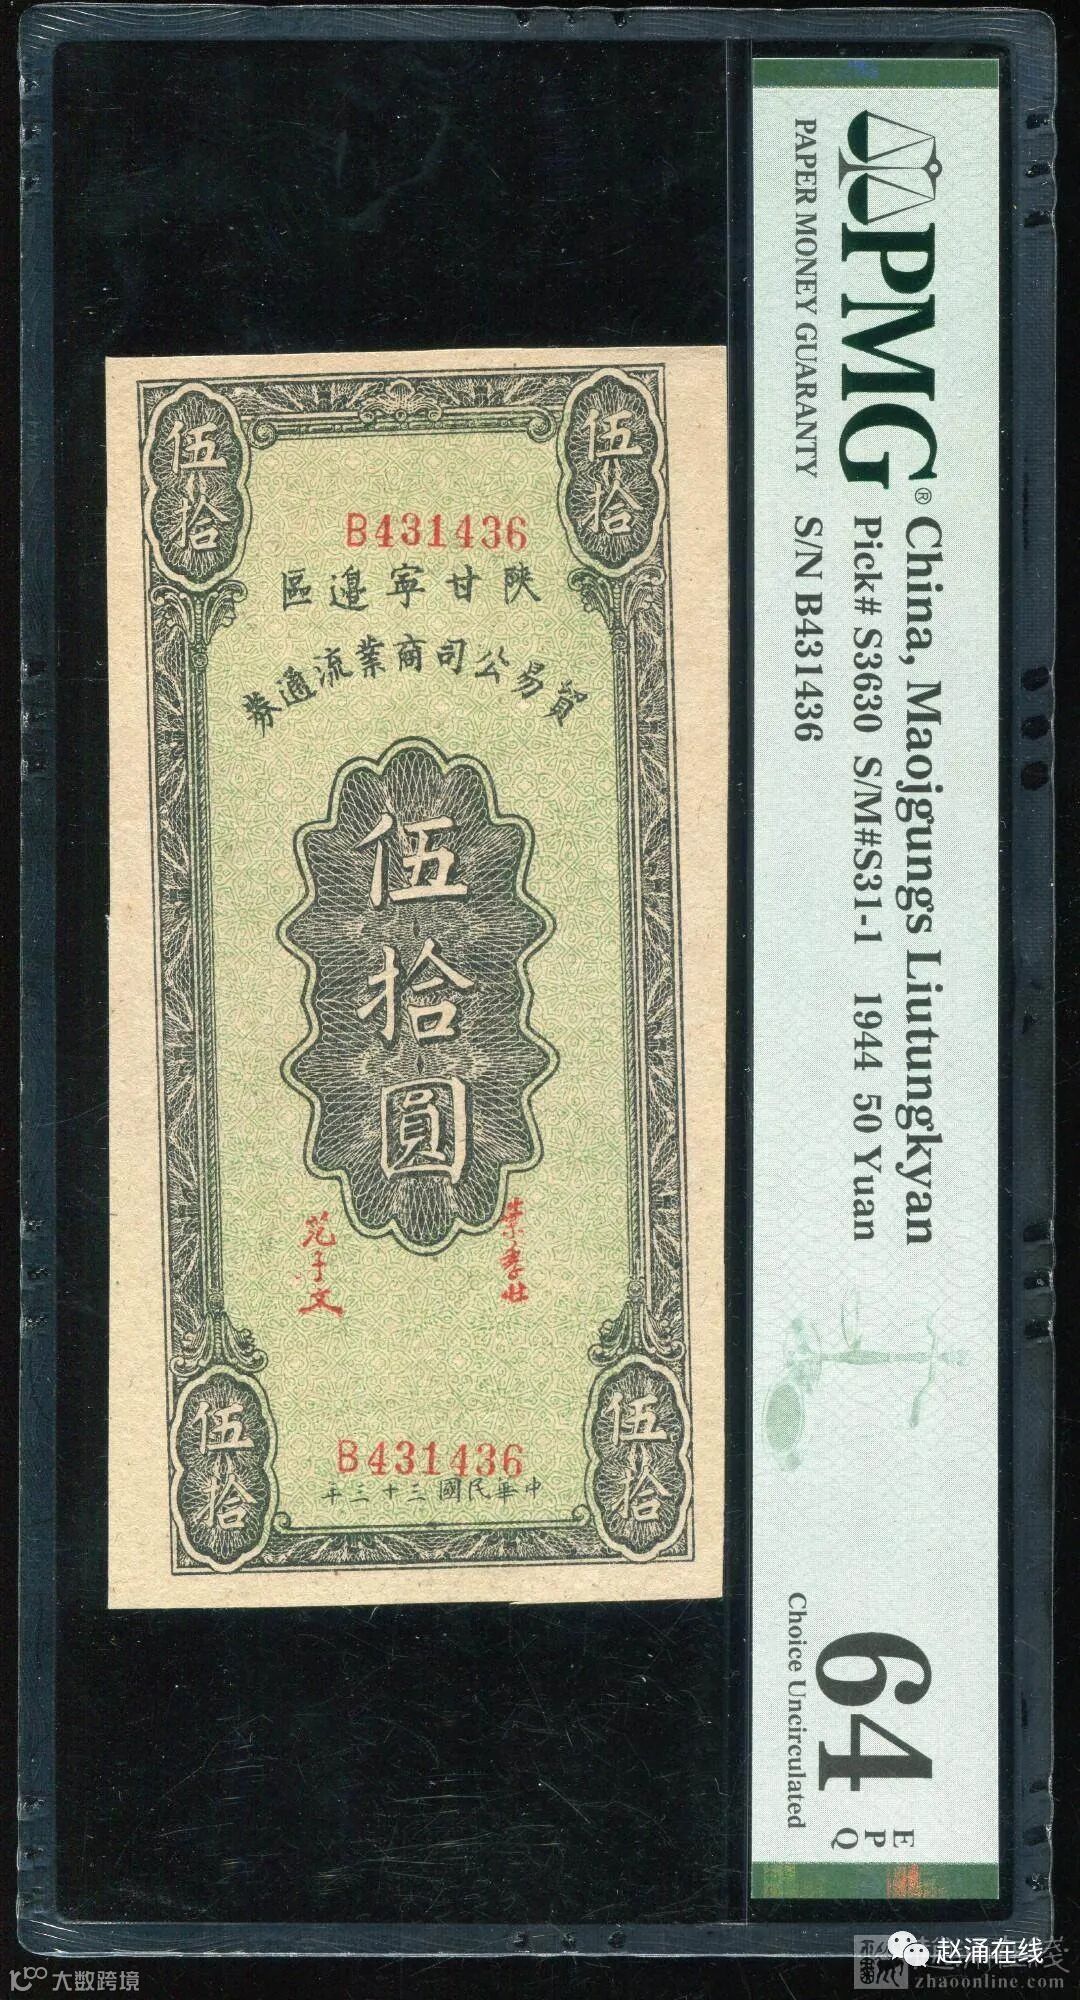 伍拾
伍拾
B431436
陝甘寧邊區
貿易公司商業流通券
伍拾圓
葉季壯
范子文
B431436
中華民國三十三年
伍拾
伍拾
PMG®
PAPER MONEY GUARANTY
China, Maojgungs Liutungkyan
Pick# S3630 S/M#S31-1 1944 50 Yuan
S/N B431436
64
EPQ
Choice Uncirculated
赵涌在线
zhaoonline.com
大数跨境